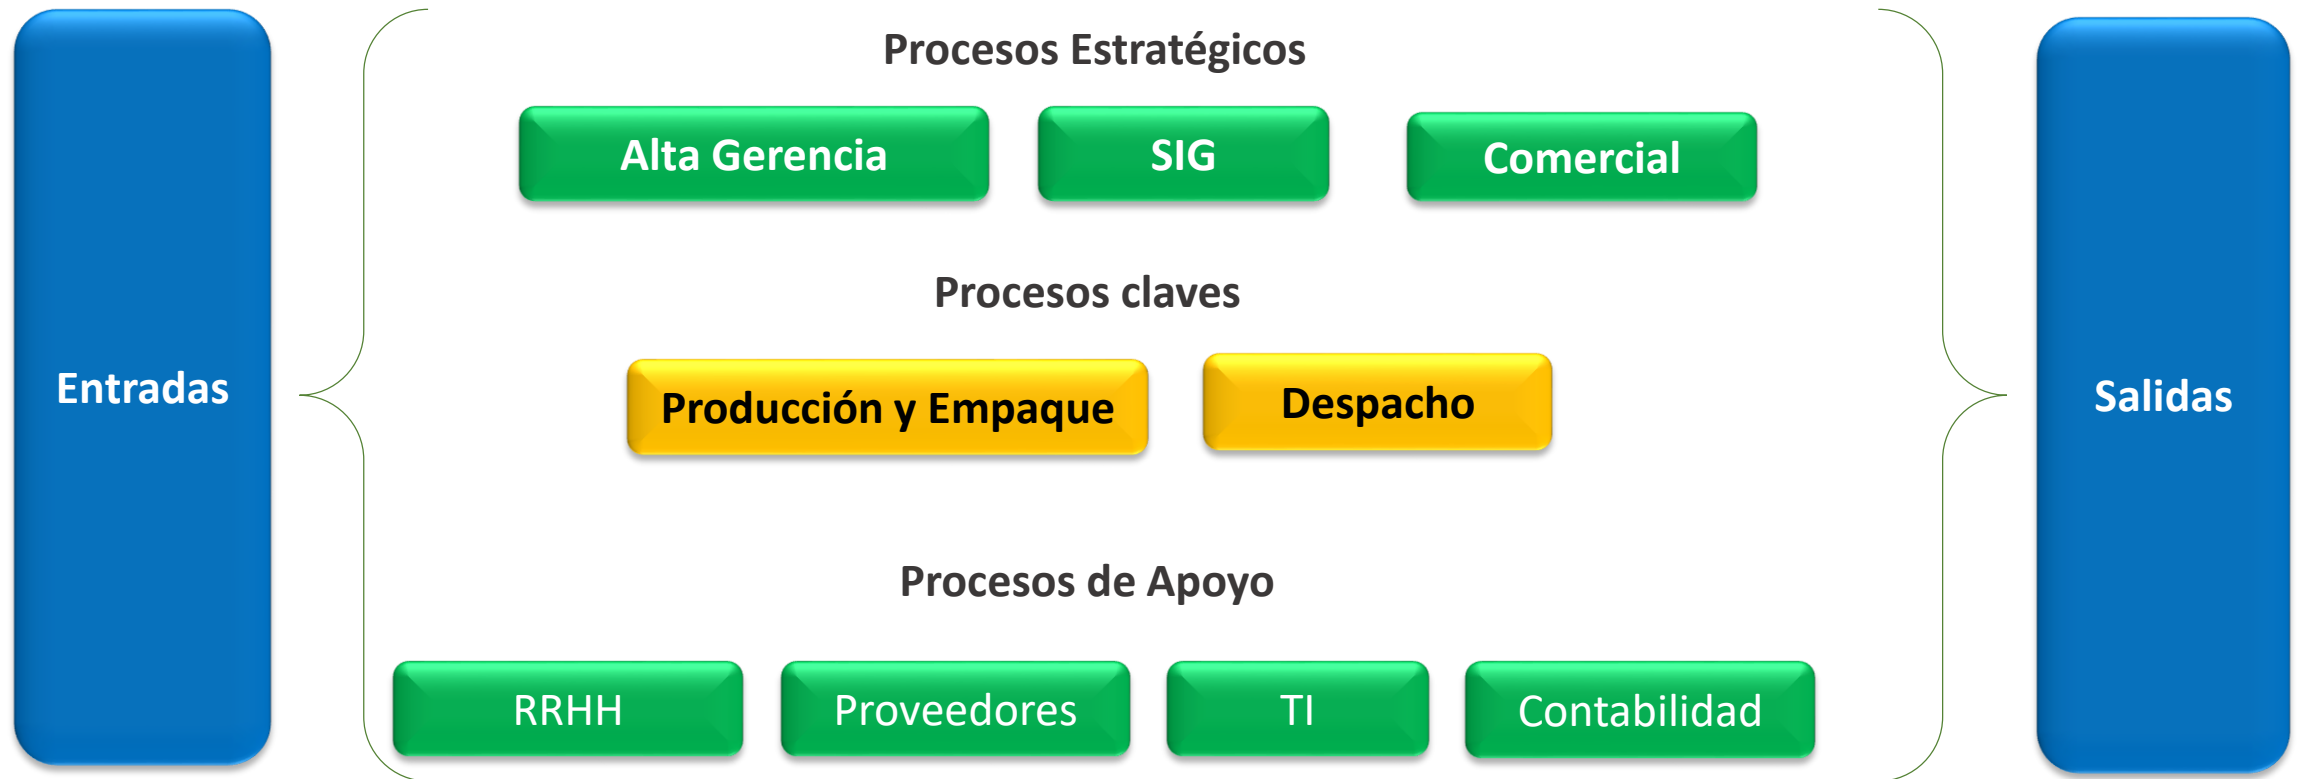 Procesos Estratégicos
Alta Gerencia
SIG
Comercial
Procesos claves
Entradas
Producción y Empaque
Despacho
Salidas
Procesos de Apoyo
RRHH
Proveedores
TI
Contabilidad